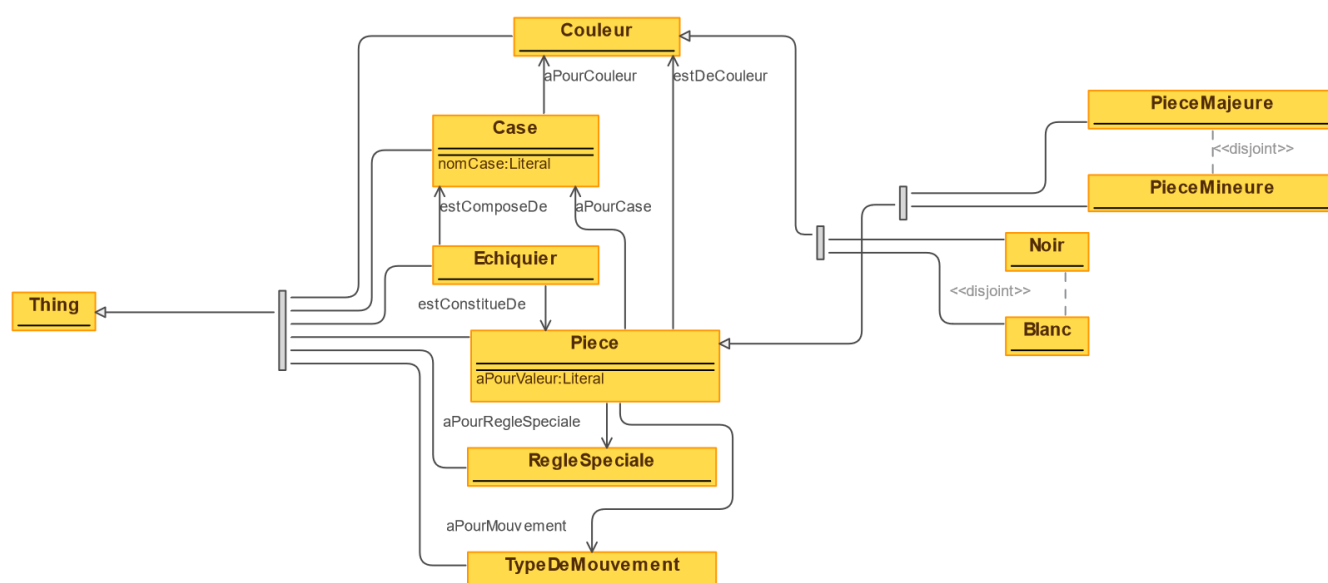 Couleur
aPourCouleur
estDeCouleur
PieceMajeure
Case
<<disjoint>>
nomCase:Literal
PieceMineure
estComposeDe
aPourCase
Noir
Echiquier
<<disjoint>>
Thing
estConstitueDe
Blanc
Piece
aPourValeur:Literal
aPourRegleSpeciale
RegleSpeciale
aPourMouvement
TypeDeMouvement